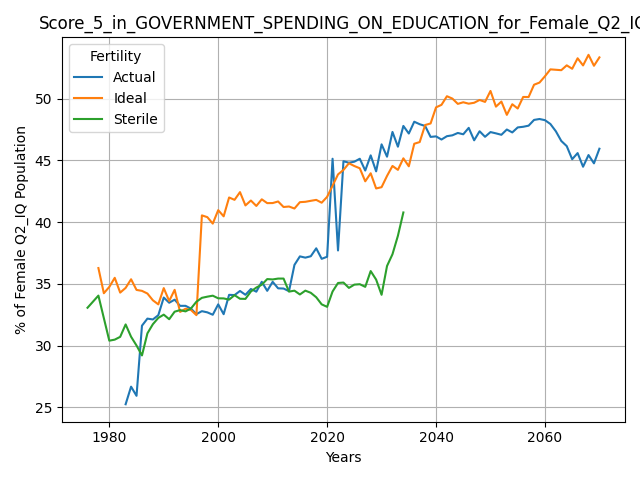 Score_5_in_GOVERNMENT_SPENDING_ON_EDUCATION_for_Female_Q2_IQ
Fertility
Actual
Ideal
Sterile
% of Female Q2_IQ Population
50
45
40
35
30
25
1980
2000
2020
2040
2060
Years